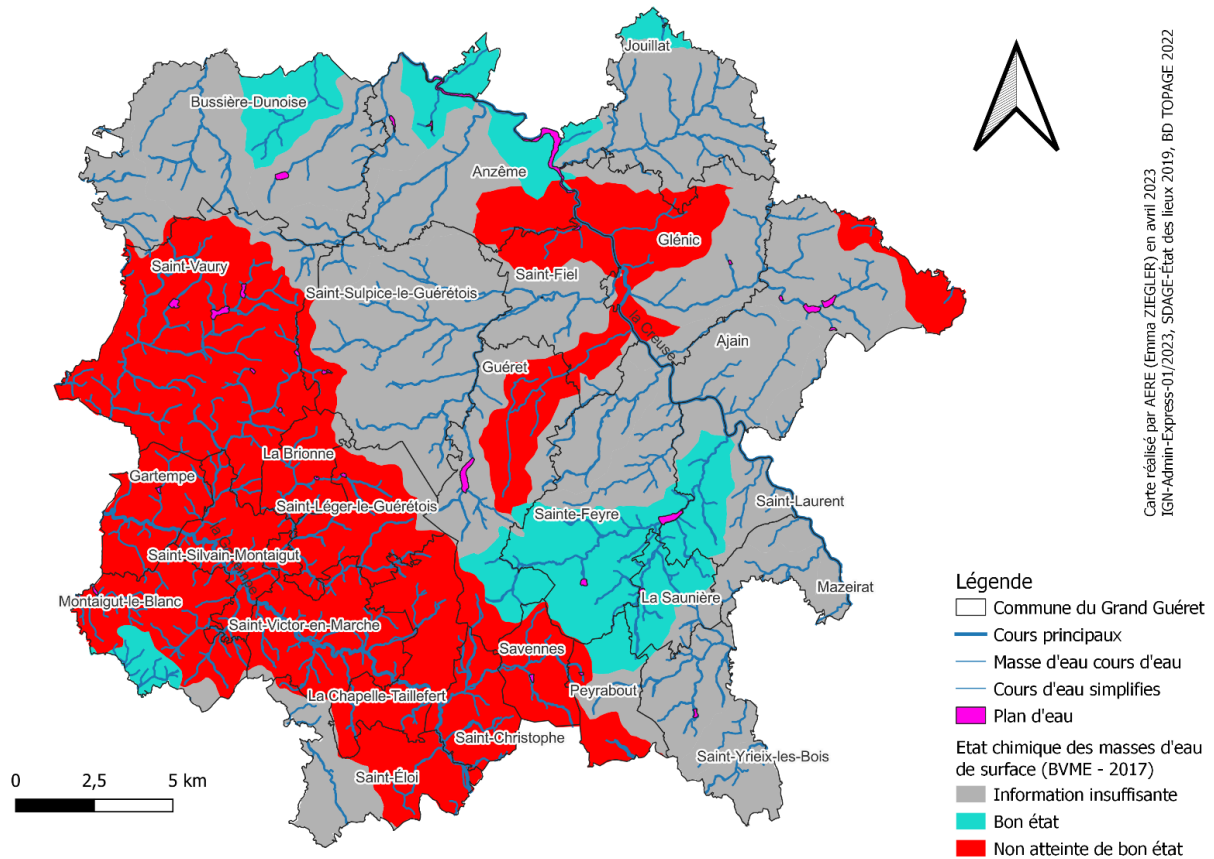 Jouillat
Bussière-Dunoise
Anzême
Glénic
Saint-Vaury
Saint-Fiel
Saint-Sulpice-le-Guérétois
la Creuse
Ajain
Guéret
La Brionne
Gartempe
Saint-Léger-le-Guérétois
Saint-Laurent
Sainte-Feyre
Saint-Silvain-Montaigut
Mazeirat
La Saunière
Montaigut-le-Blanc
Saint-Victor-en-Marche
Savennes
Peyrabout
La Chapelle-Taillefert
Saint-Christophe
Saint-Yrieix-les-Bois
Saint-Éloi
0 2,5 5 km
Carte réalisé par AERE (Emma ZIEGLER) en avril 2023
IGN-Admin-Express-01/2023, SDAGE-État des lieux 2019, BD TOPAGE 2022
Légende
Commune du Grand Guéret
Cours principaux
Masse d'eau cours d'eau
Cours d'eau simplifies
Plan d'eau
Etat chimique des masses d'eau
de surface (BVME - 2017)
Information insuffisante
Bon état
Non atteinte de bon état